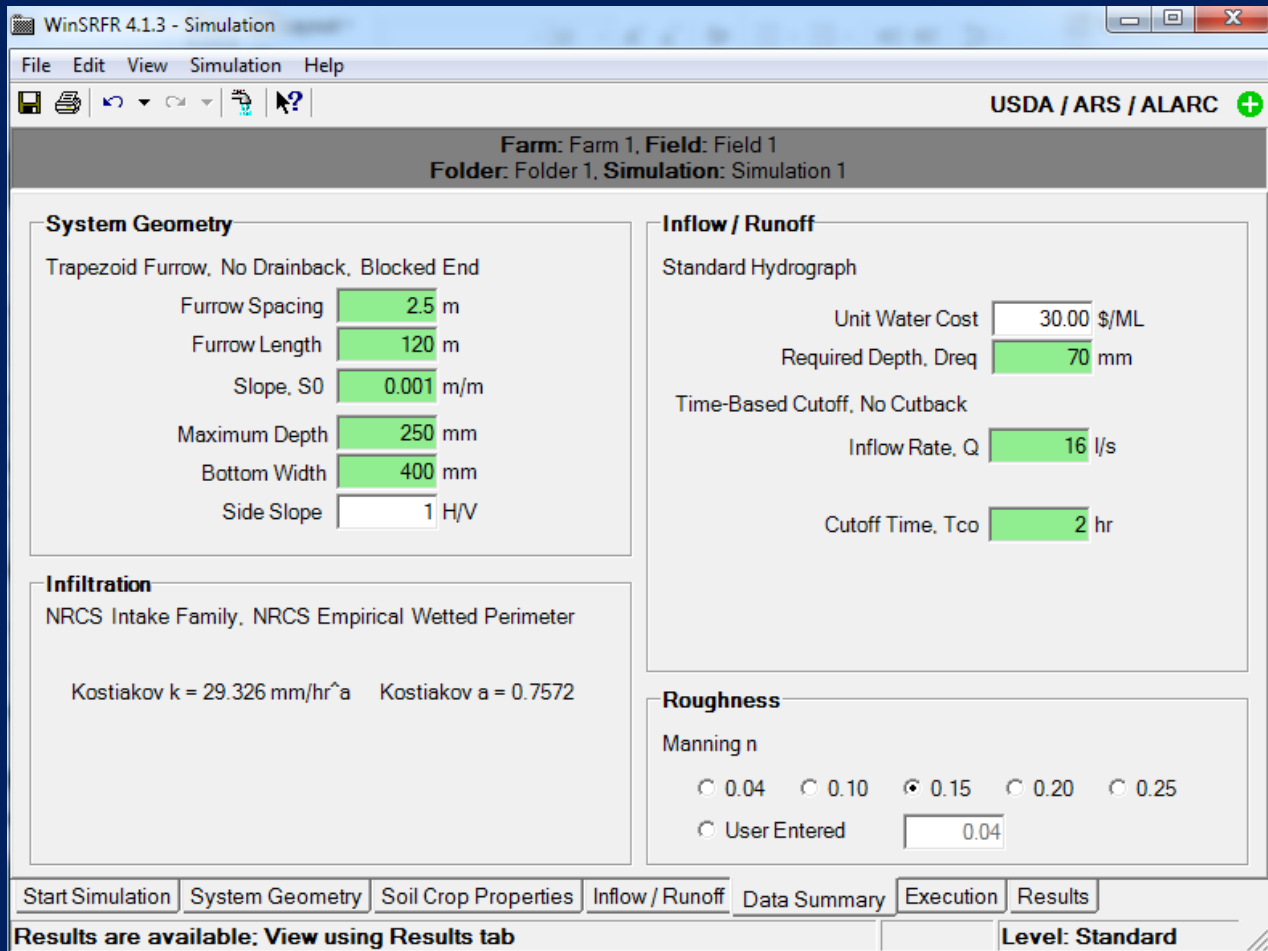 WinSRFR 4.1.3 - Simulation
File Edit View Simulation Help
USDA / ARS / ALARC
Farm: Farm 1, Field: Field 1
Folder: Folder 1, Simulation: Simulation 1
System Geometry
Trapezoid Furrow, No Drainback, Blocked End
Furrow Spacing 2.5 m
Furrow Length 120 m
Slope, S0 0.001 m/m
Maximum Depth 250 mm
Bottom Width 400 mm
Side Slope 1 H/V
Infiltration
NRCS Intake Family, NRCS Empirical Wetted Perimeter
Kostiakov k = 29.326 mm/hr^a Kostiakov a = 0.7572
Inflow / Runoff
Standard Hydrograph
Unit Water Cost 30.00 $/ML
Required Depth, Dreq 70 mm
Time-Based Cutoff, No Cutback
Inflow Rate, Q 16 l/s
Cutoff Time, Tco 2 hr
Roughness
Manning n
0.04 0.10 0.15 0.20 0.25
User Entered 0.04
Start Simulation System Geometry Soil Crop Properties Inflow / Runoff Data Summary Execution Results
Results are available; View using Results tab Level: Standard